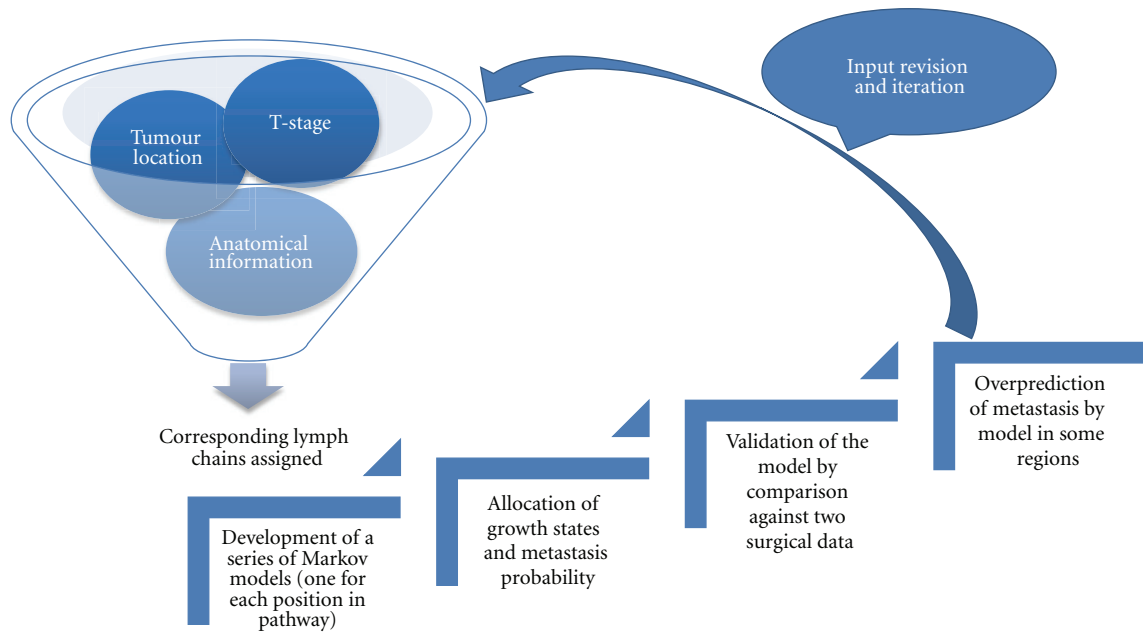 Input revision
and iteration
T-stage
Tumour
location
Anatomical
information
Corresponding lymph
chains assigned
Development of a
series of Markov
models (one for
each position in
pathway)
Allocation of
growth states
and metastasis
probability
Validation of the
model by
comparison
against two
surgical data
Overprediction
of metastasis by
model in some
regions